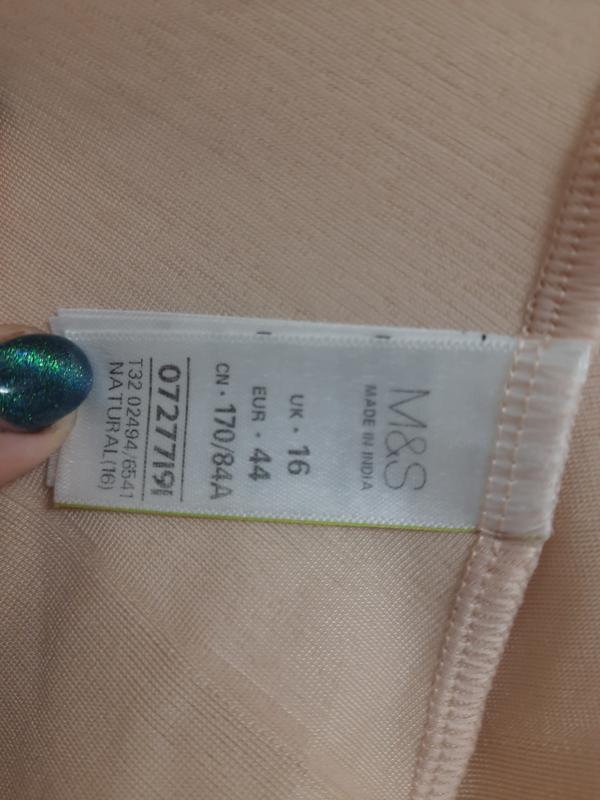 M&S
MADE IN INDIA
UK • 16
EUR • 44
CN • 170/84A
07277191
T32 02494/6541
NATURAL(16)